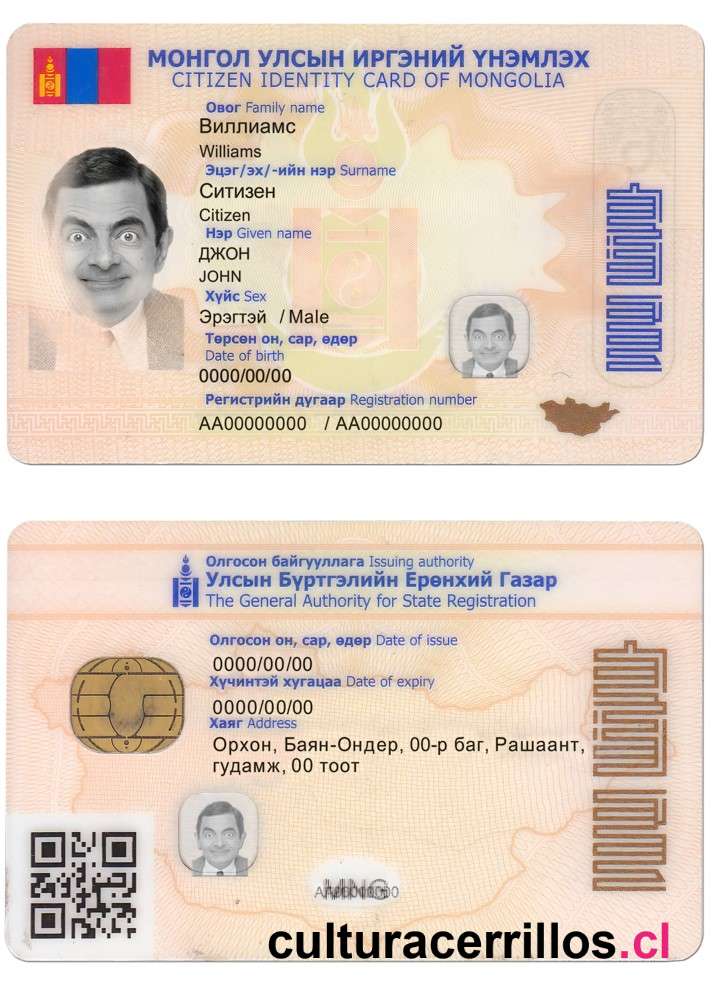 МОНГОЛ УЛСЫН ИРГЭНИЙ ҮНЭМЛЭХ
CITIZEN IDENTITY CARD OF MONGOLIA
Овог Family name
Виллиамс
Williams
Эцэг/эх/-ийн нэр Surname
Ситизен
Citizen
Нэр Given name
ДЖОН
JOHN
Хүйс Sex
Эрэгтэй / Male
Төрсөн он, сар, өдөр
Date of birth
0000/00/00
Регистрийн дугаар Registration number
АА00000000 / AA00000000
Олгосон байгууллага Issuing authority
Улсын Бүртгэлийн Ерөнхий Газар
The General Authority for State Registration
Олгосон он, сар, өдөр Date of issue
0000/00/00
Хүчинтэй хугацаа Date of expiry
0000/00/00
Хаяг Address
Орхон, Баян-Ондер, 00-р баг, Рашаант,
гудамж, 00 тоот
MNG
culturacerrillos.cl